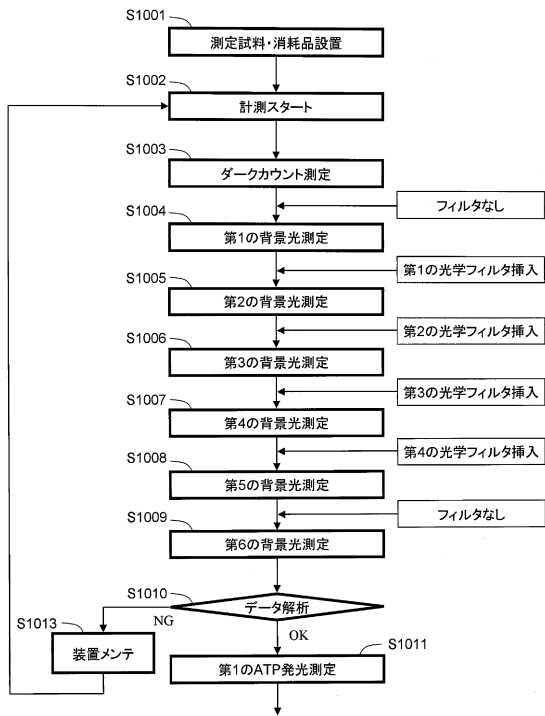 S1001
測定試料・消耗品設置
S1002
計測スタート
S1003
ダークカウント測定
フィルタなし
S1004
第1の背景光測定
第1の光学フィルタ挿入
S1005
第2の背景光測定
第2の光学フィルタ挿入
S1006
第3の背景光測定
第3の光学フィルタ挿入
S1007
第4の背景光測定
第4の光学フィルタ挿入
S1008
第5の背景光測定
フィルタなし
S1009
第6の背景光測定
S1010
データ解析
NG
OK
S1013
装置メンテ
S1011
第1のATP発光測定